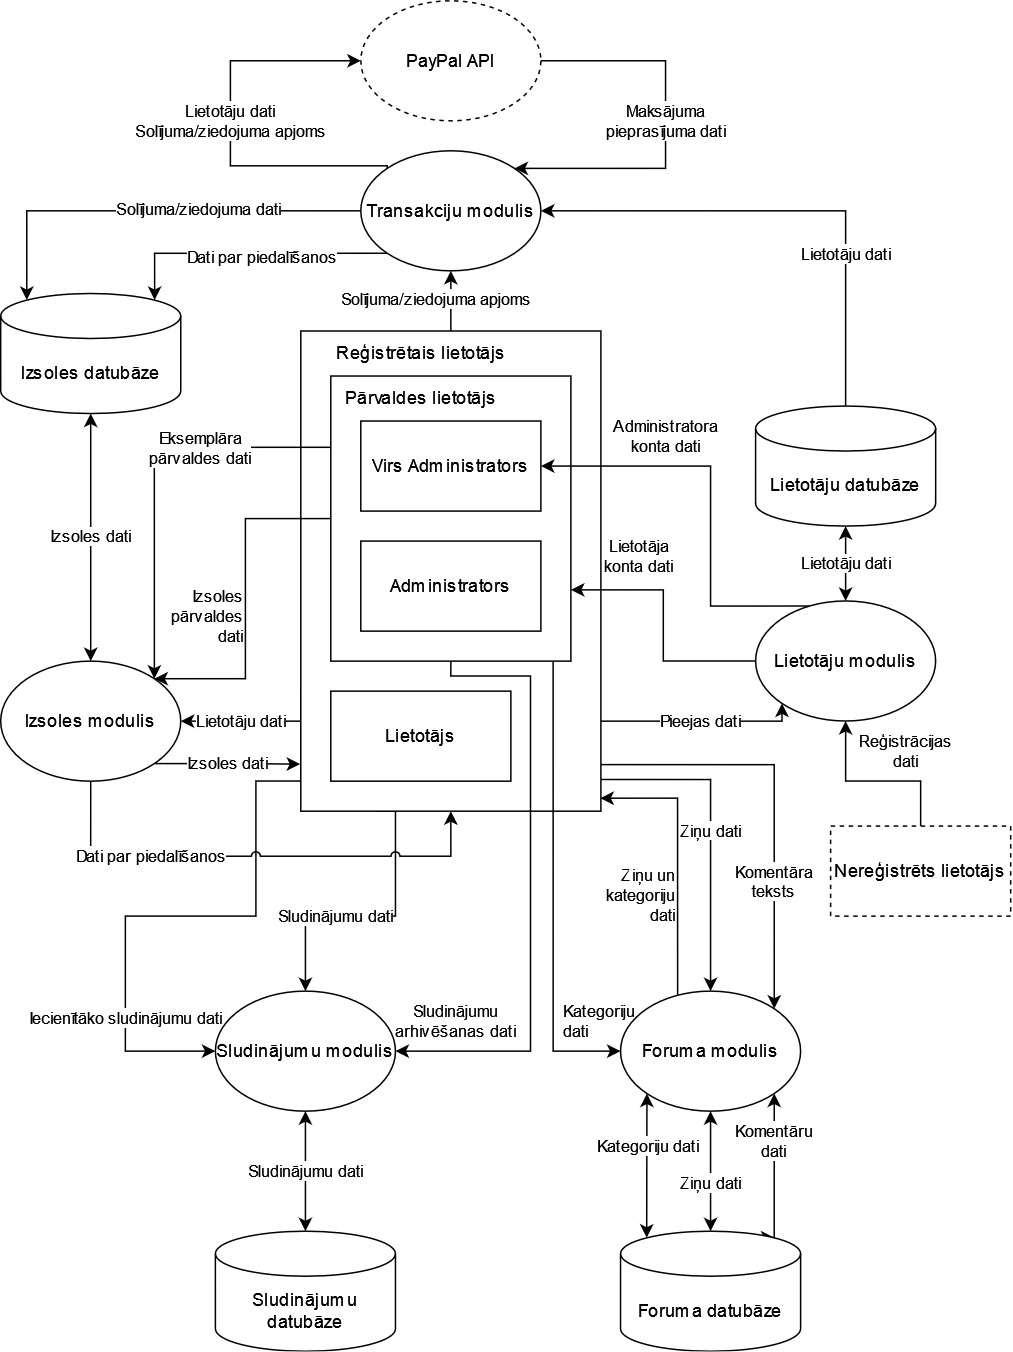 PayPal API
Lietotāju dati
Solījuma/ziedojuma apjoms
Maksājuma
pieprasījuma dati
Transakciju modulis
Solījuma/ziedojuma dati
Dati par piedalīšanos
Lietotāju dati
Solījuma/ziedojuma apjoms
Izsoles datubāze
Reģistrētais lietotājs
Pārvaldes lietotājs
Virs Administrators
Administrators
Lietotājs
Eksemplāra
pārvaldes dati
Administratora
konta dati
Lietotāju datubāze
Izsoles dati
Lietotāja
konta dati
Lietotāju dati
Izsoles
pārvaldes
dati
Lietotāju modulis
Izsoles modulis
Lietotāju dati
Pieejas dati
Izsoles dati
Reģistrācijas
dati
Ziņu dati
Dati par piedalīšanos
Ziņu un
kategoriju
dati
Komentāra
teksts
Nereģistrēts lietotājs
Sludinājumu dati
Iecienītāko sludinājumu dati
Sludinājumu
arhivēšanas dati
Kategoriju
dati
Sludinājumu modulis
Foruma modulis
Sludinājumu dati
Kategoriju dati
Ziņu dati
Komentāru
dati
Sludinājumu
datubāze
Foruma datubāze